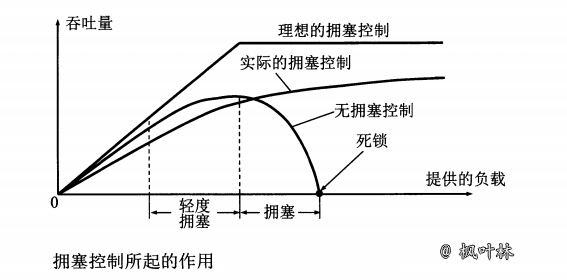 吞吐量
理想的拥塞控制
实际的拥塞控制
无拥塞控制
死锁
提供的负载
0
轻度
拥塞
拥塞
@ 枫叶林
拥塞控制所起的作用